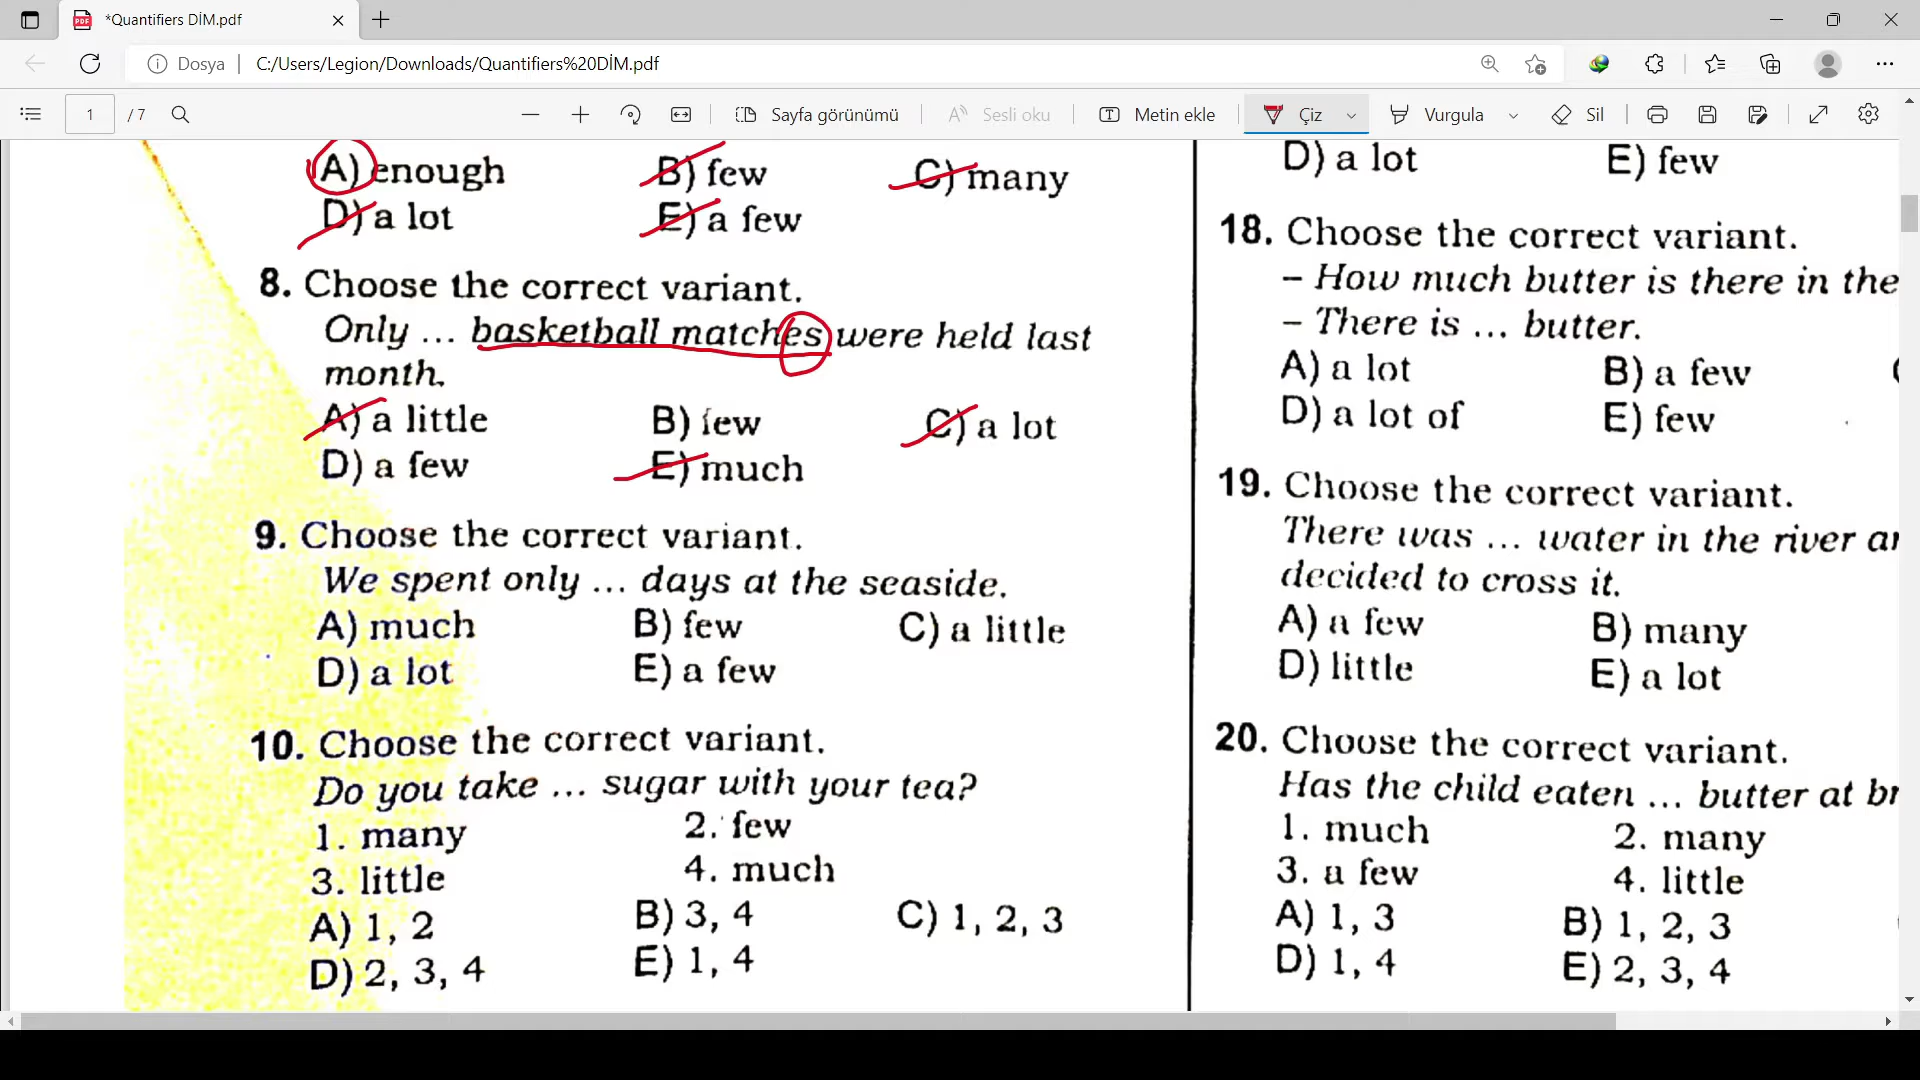 *Quantifiers DİM.pdf
Dosya
C:/Users/Legion/Downloads/Quantifiers%20DİM.pdf
1
/ 7
Sayfa görünümü
Sesli oku
Metin ekle
Çiz
Vurgula
Sil
A) enough B) few C) many
D) a lot E) a few
8. Choose the correct variant.
Only ... basketball matches were held last
month.
A) a little B) few C) a lot
D) a few E) much
9. Choose the correct variant.
We spent only ... days at the seaside.
A) much B) few C) a little
D) a lot E) a few
10. Choose the correct variant.
Do you take ... sugar with your tea?
1. many 2. few
3. little 4. much
A) 1, 2 B) 3, 4 C) 1, 2, 3
D) 2, 3, 4 E) 1, 4
D) a lot E) few
18. Choose the correct variant.
– How much butter is there in the
– There is ... butter.
A) a lot B) a few
D) a lot of E) few
19. Choose the correct variant.
There was ... water in the river
decided to cross it.
A) a few B) many
D) little E) a lot
20. Choose the correct variant.
Has the child eaten ... butter at
1. much 2. many
3. a few 4. little
A) 1, 3 B) 1, 2, 3
D) 1, 4 E) 2, 3, 4